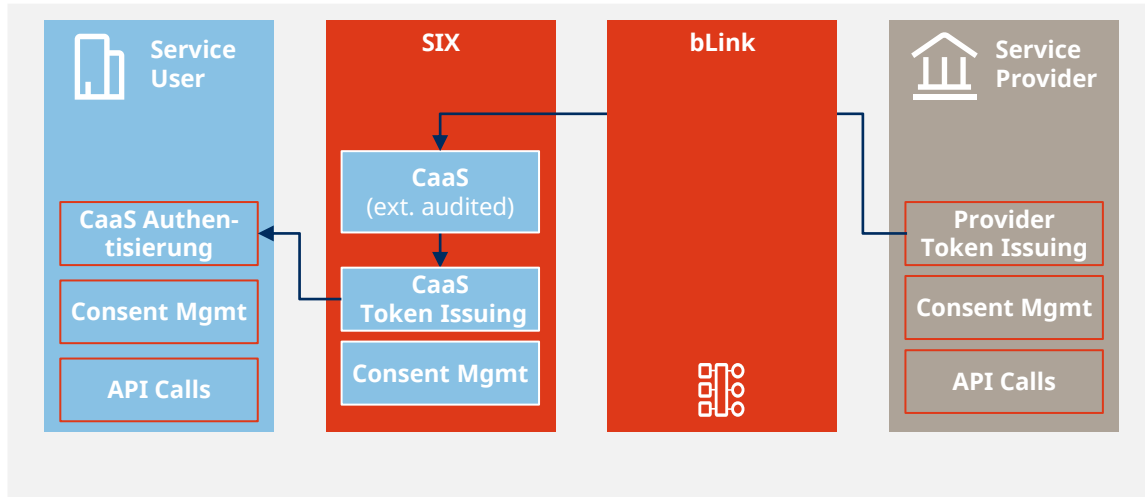 Service
User
CaaS Authen-
tisierung
Consent Mgmt
API Calls
SIX
CaaS
(ext. audited)
CaaS
Token Issuing
Consent Mgmt
bLink
Service
Provider
Provider
Token Issuing
Consent Mgmt
API Calls